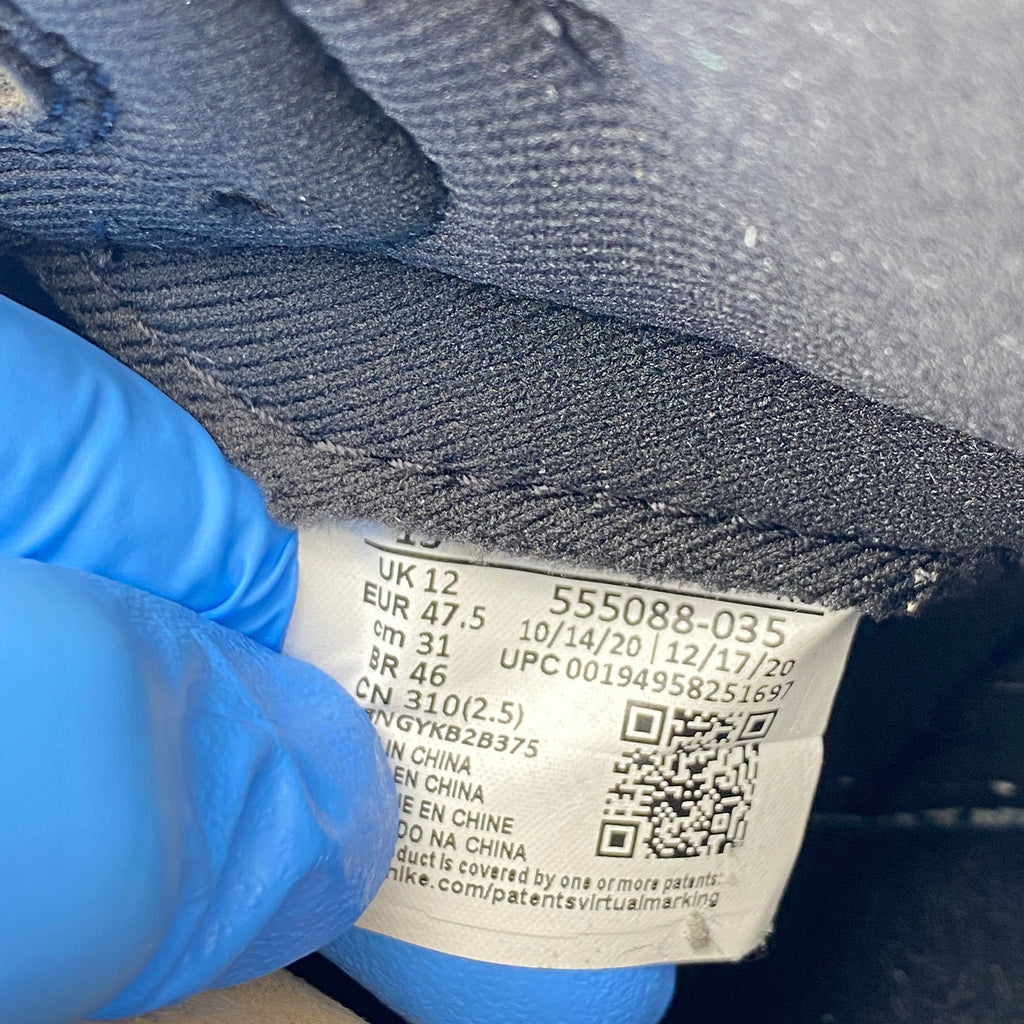 UK 12
EUR 47.5
cm 31
BR 46
CN 310(2.5)
NGYKB2B375
555088-035
10/14/20 | 12/17/20
UPC 00194958251697
IN CHINA
EN CHINA
EN CHINE
NA CHINA
is covered by one or more patents:
nike.com/patentsvirtualmarking